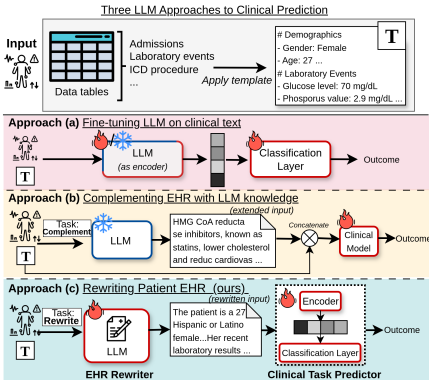 Three LLM Approaches to Clinical Prediction
Input
Data tables
Admissions
Laboratory events
ICD procedure
...
Apply template
T
# Demographics
- Gender: Female
- Age: 27 ...
# Laboratory Events
- Glucose level: 70 mg/dL
- Phosporus value: 2.9 mg/dL ...
Approach (a) Fine-tuning LLM on clinical text
T
LLM
(as encoder)
Classification
Layer
Outcome
Approach (b) Complementing EHR with LLM knowledge
(extended input)
T
Task:
Complement
LLM
HMG CoA reducta
se inhibitors, known as
statins, lower cholesterol
and reduc cardiovas ...
Concatenate
Clinical
Model
Outcome
Approach (c) Rewriting Patient EHR (ours)
(rewritten input)
T
Task:
Rewrite
LLM
EHR Rewriter
The patient is a 27
Hispanic or Latino
female...Her recent
laboratory results ...
Encoder
Classification Layer
Clinical Task Predictor
Outcome